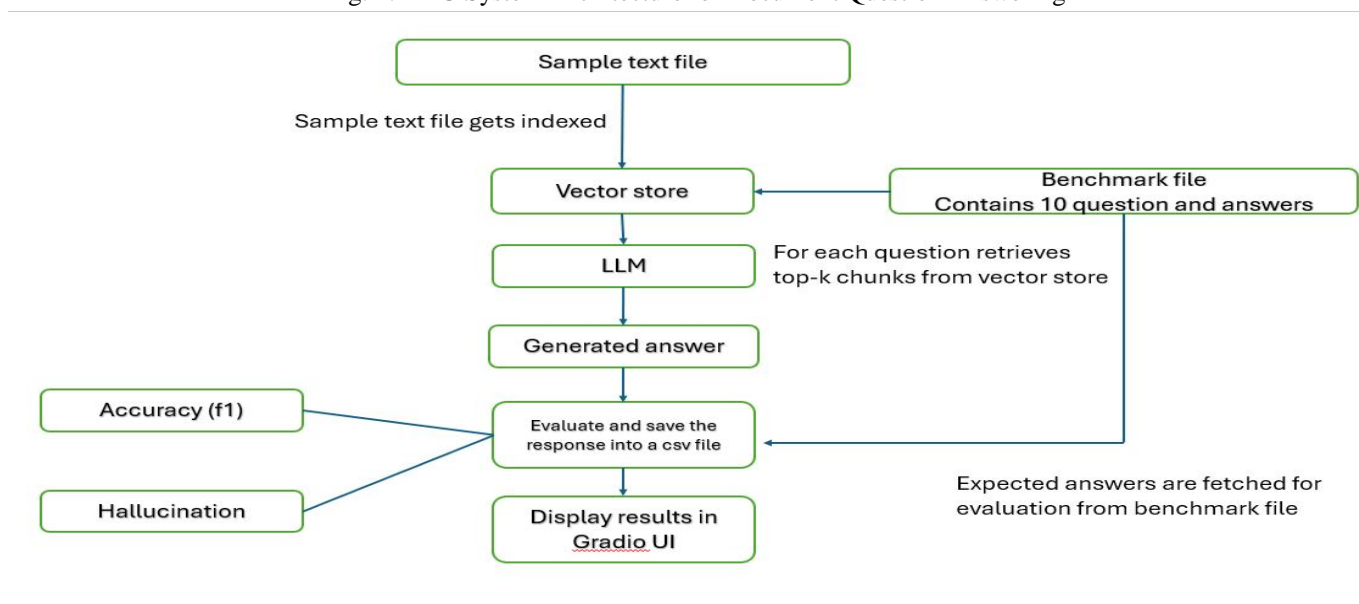 Sample text file
Sample text file gets indexed
Vector store
Benchmark file
Contains 10 question and answers
LLM
For each question retrieves
top-k chunks from vector store
Generated answer
Accuracy (f1)
Evaluate and save the
response into a csv file
Expected answers are fetched for
evaluation from benchmark file
Hallucination
Display results in
Gradio UI